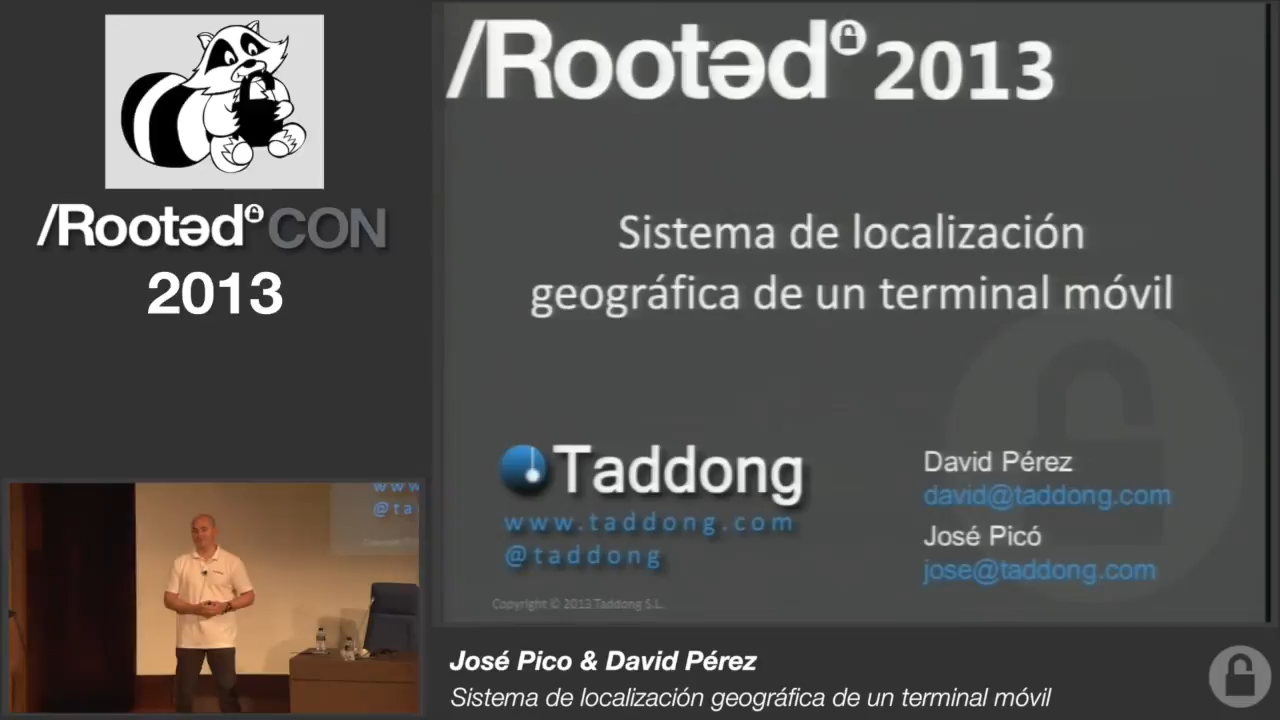 /Rootəd CON
2013
/Rootəd 2013
Sistema de localización
geográfica de un terminal móvil
Taddong
www.taddong.com
@taddong
David Pérez
david@taddong.com
José Picó
jose@taddong.com
Copyright © 2013 Taddong S.L.
www
@ta
José Pico & David Pérez
Sistema de localización geográfica de un terminal móvil